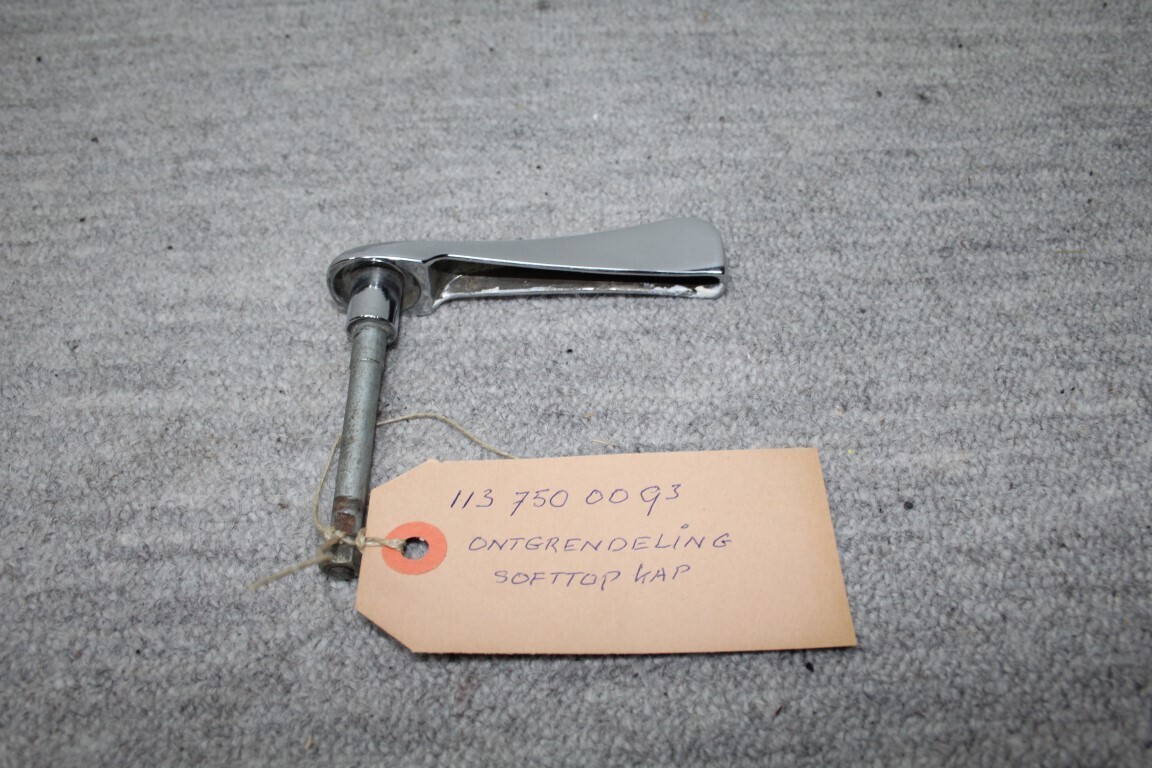 113 750 00 93
ONTGRENDELING
SOFTTOP KAP